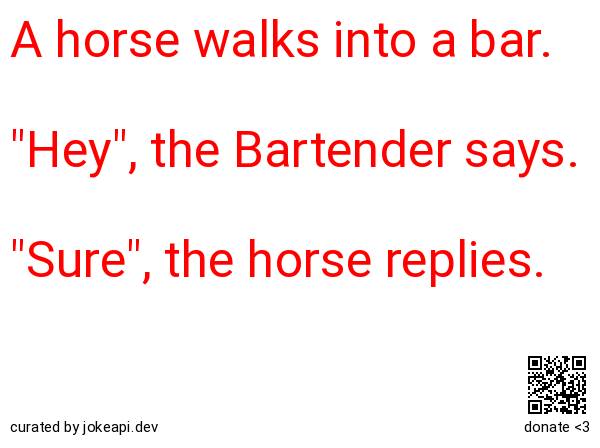 A horse walks into a bar.
"Hey", the Bartender says.
"Sure", the horse replies.
curated by jokeapi.dev
donate <3